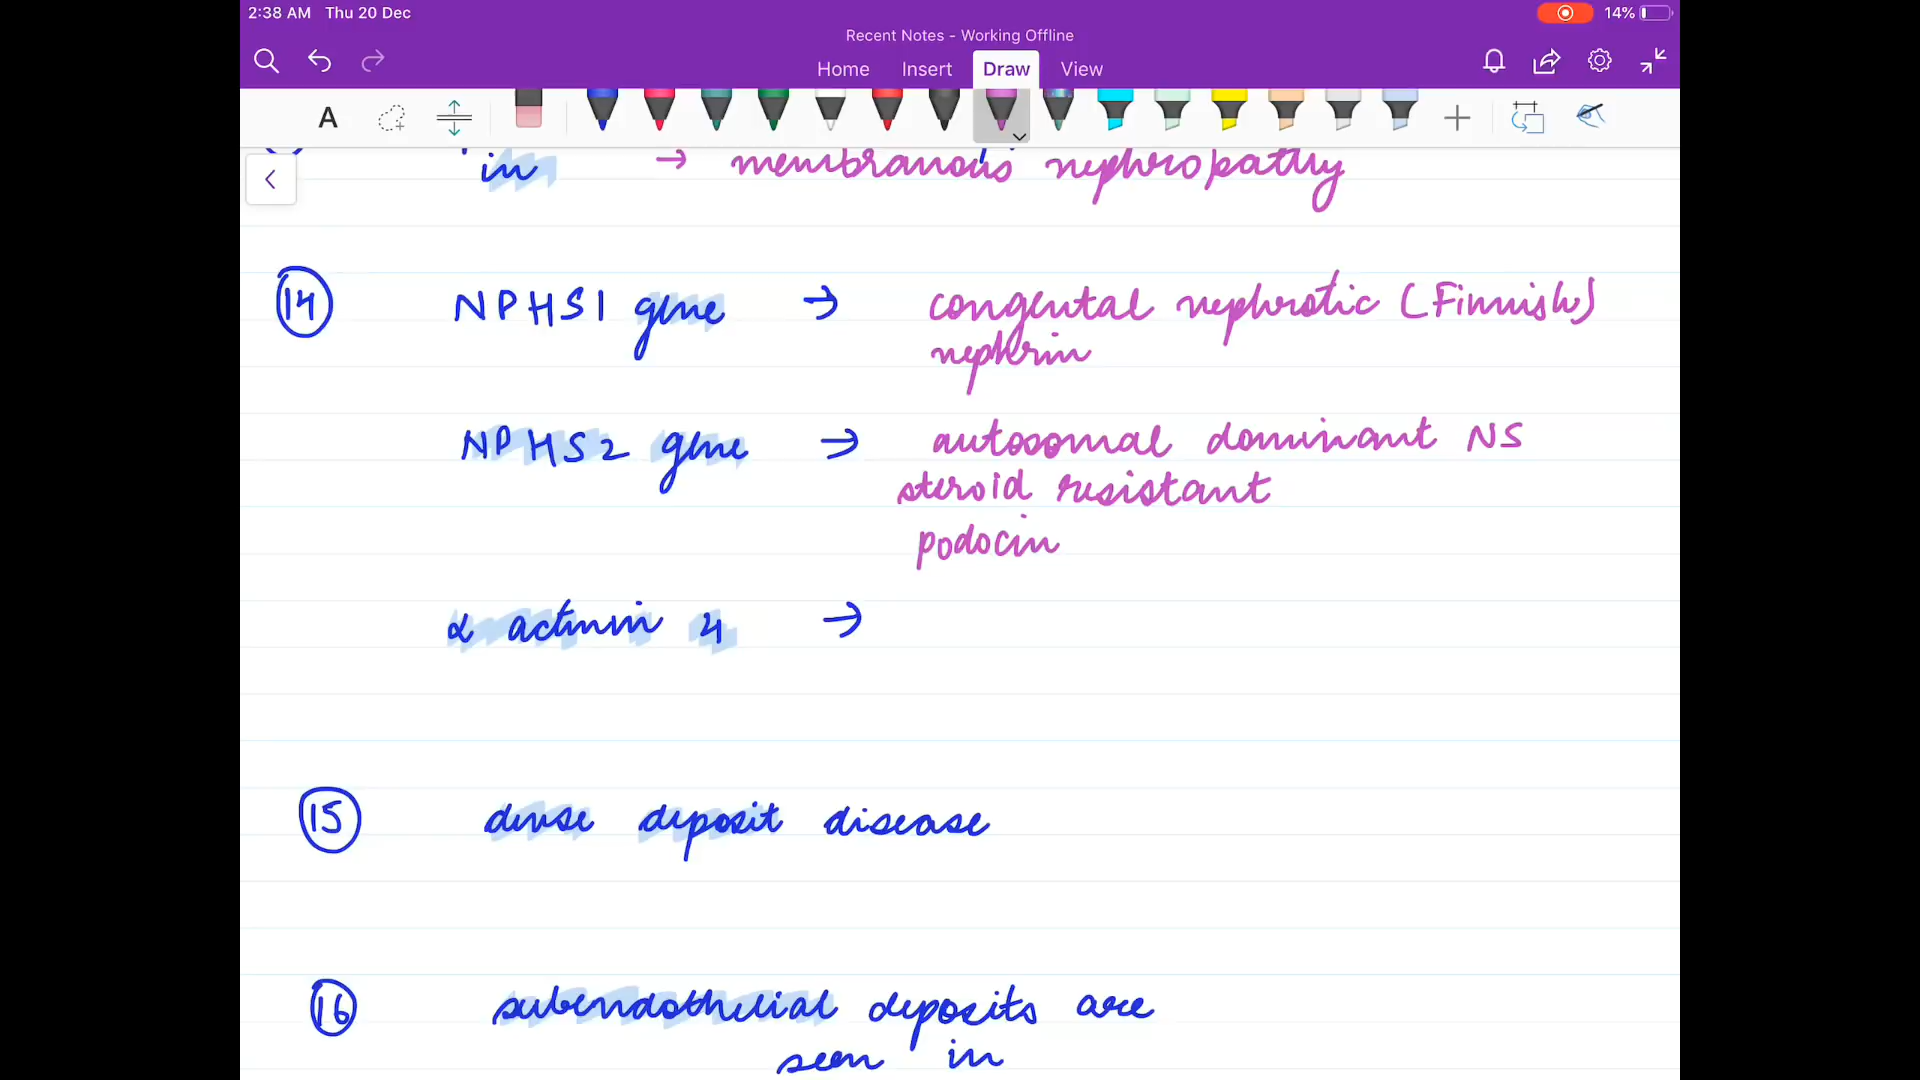 2:38 AM Thu 20 Dec
14%
Recent Notes - Working Offline
Home Insert Draw View
A
in → membranous nephropathy
14 NPHS1 gene → congental nephrotic (Finnish)
nephrin
NPHS2 gene → autosomal dominant NS
steroid resistant
podocin
α actinin 4 →
15 dense deposit disease
16 subendothelial deposits are
seen in